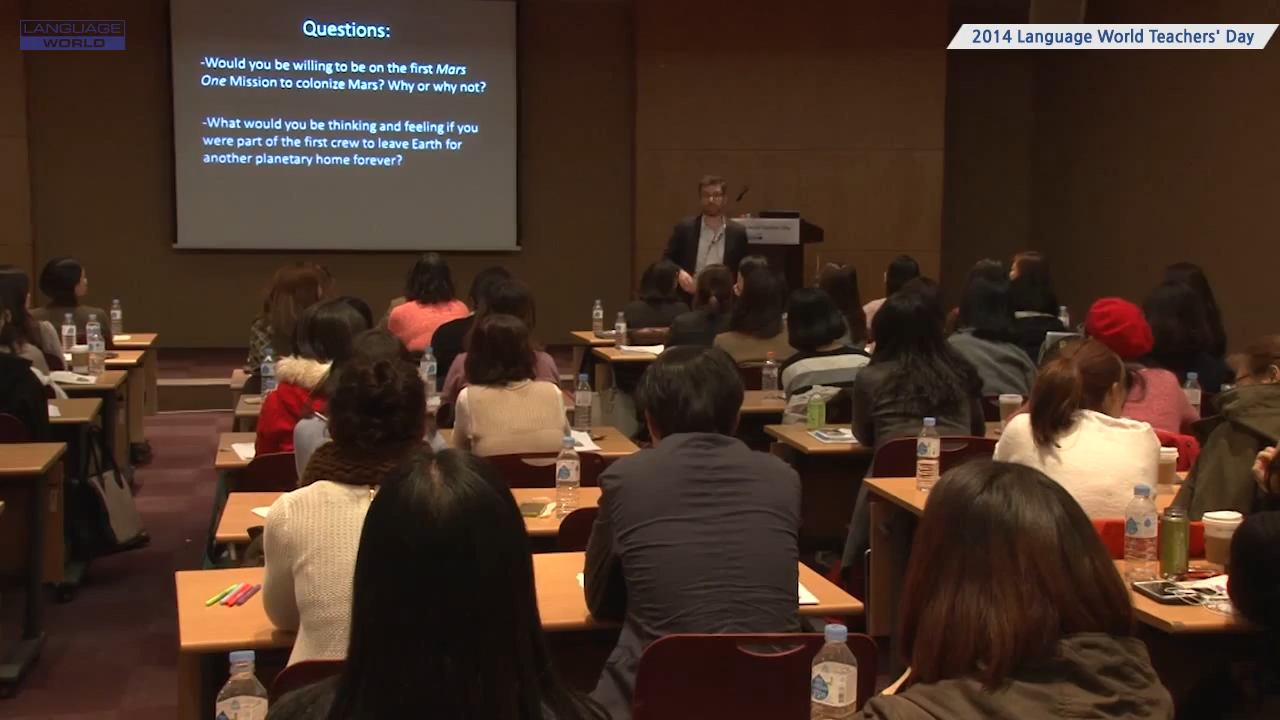 LANGUAGE
WORLD
2014 Language World Teachers' Day
Questions:
-Would you be willing to be on the first Mars
One Mission to colonize Mars? Why or why not?
-What would you be thinking and feeling if you
were part of the first crew to leave Earth for
another planetary home forever?